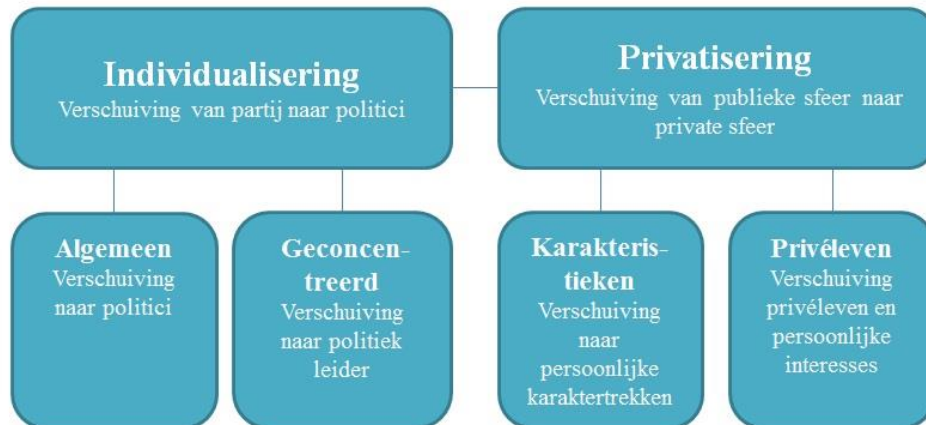 Individualisering
Verschuiving van partij naar politici
Privatisering
Verschuiving van publieke sfeer naar
private sfeer
Algemeen
Verschuiving
naar politici
Geconcen-
treerd
Verschuiving
naar politiek
leider
Karakteris-
tieken
Verschuiving
naar
persoonlijke
karaktertrekken
Privéleven
Verschuiving
privéleven en
persoonlijke
interesses